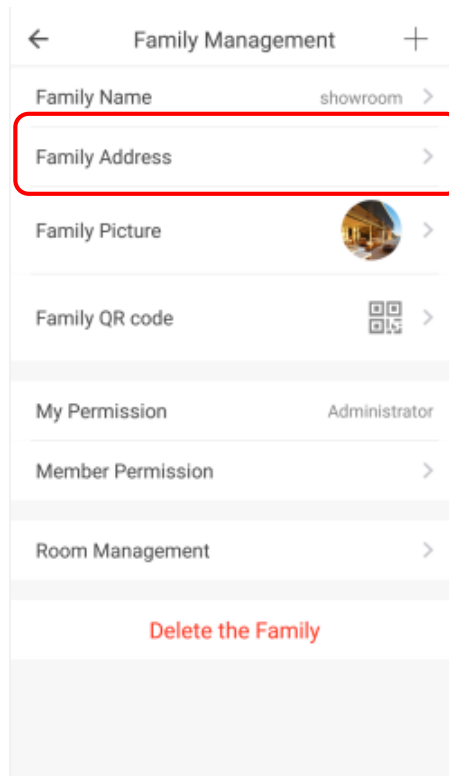 Family Management
Family Name showroom
Family Address
Family Picture
Family QR code
My Permission Administrator
Member Permission
Room Management
Delete the Family